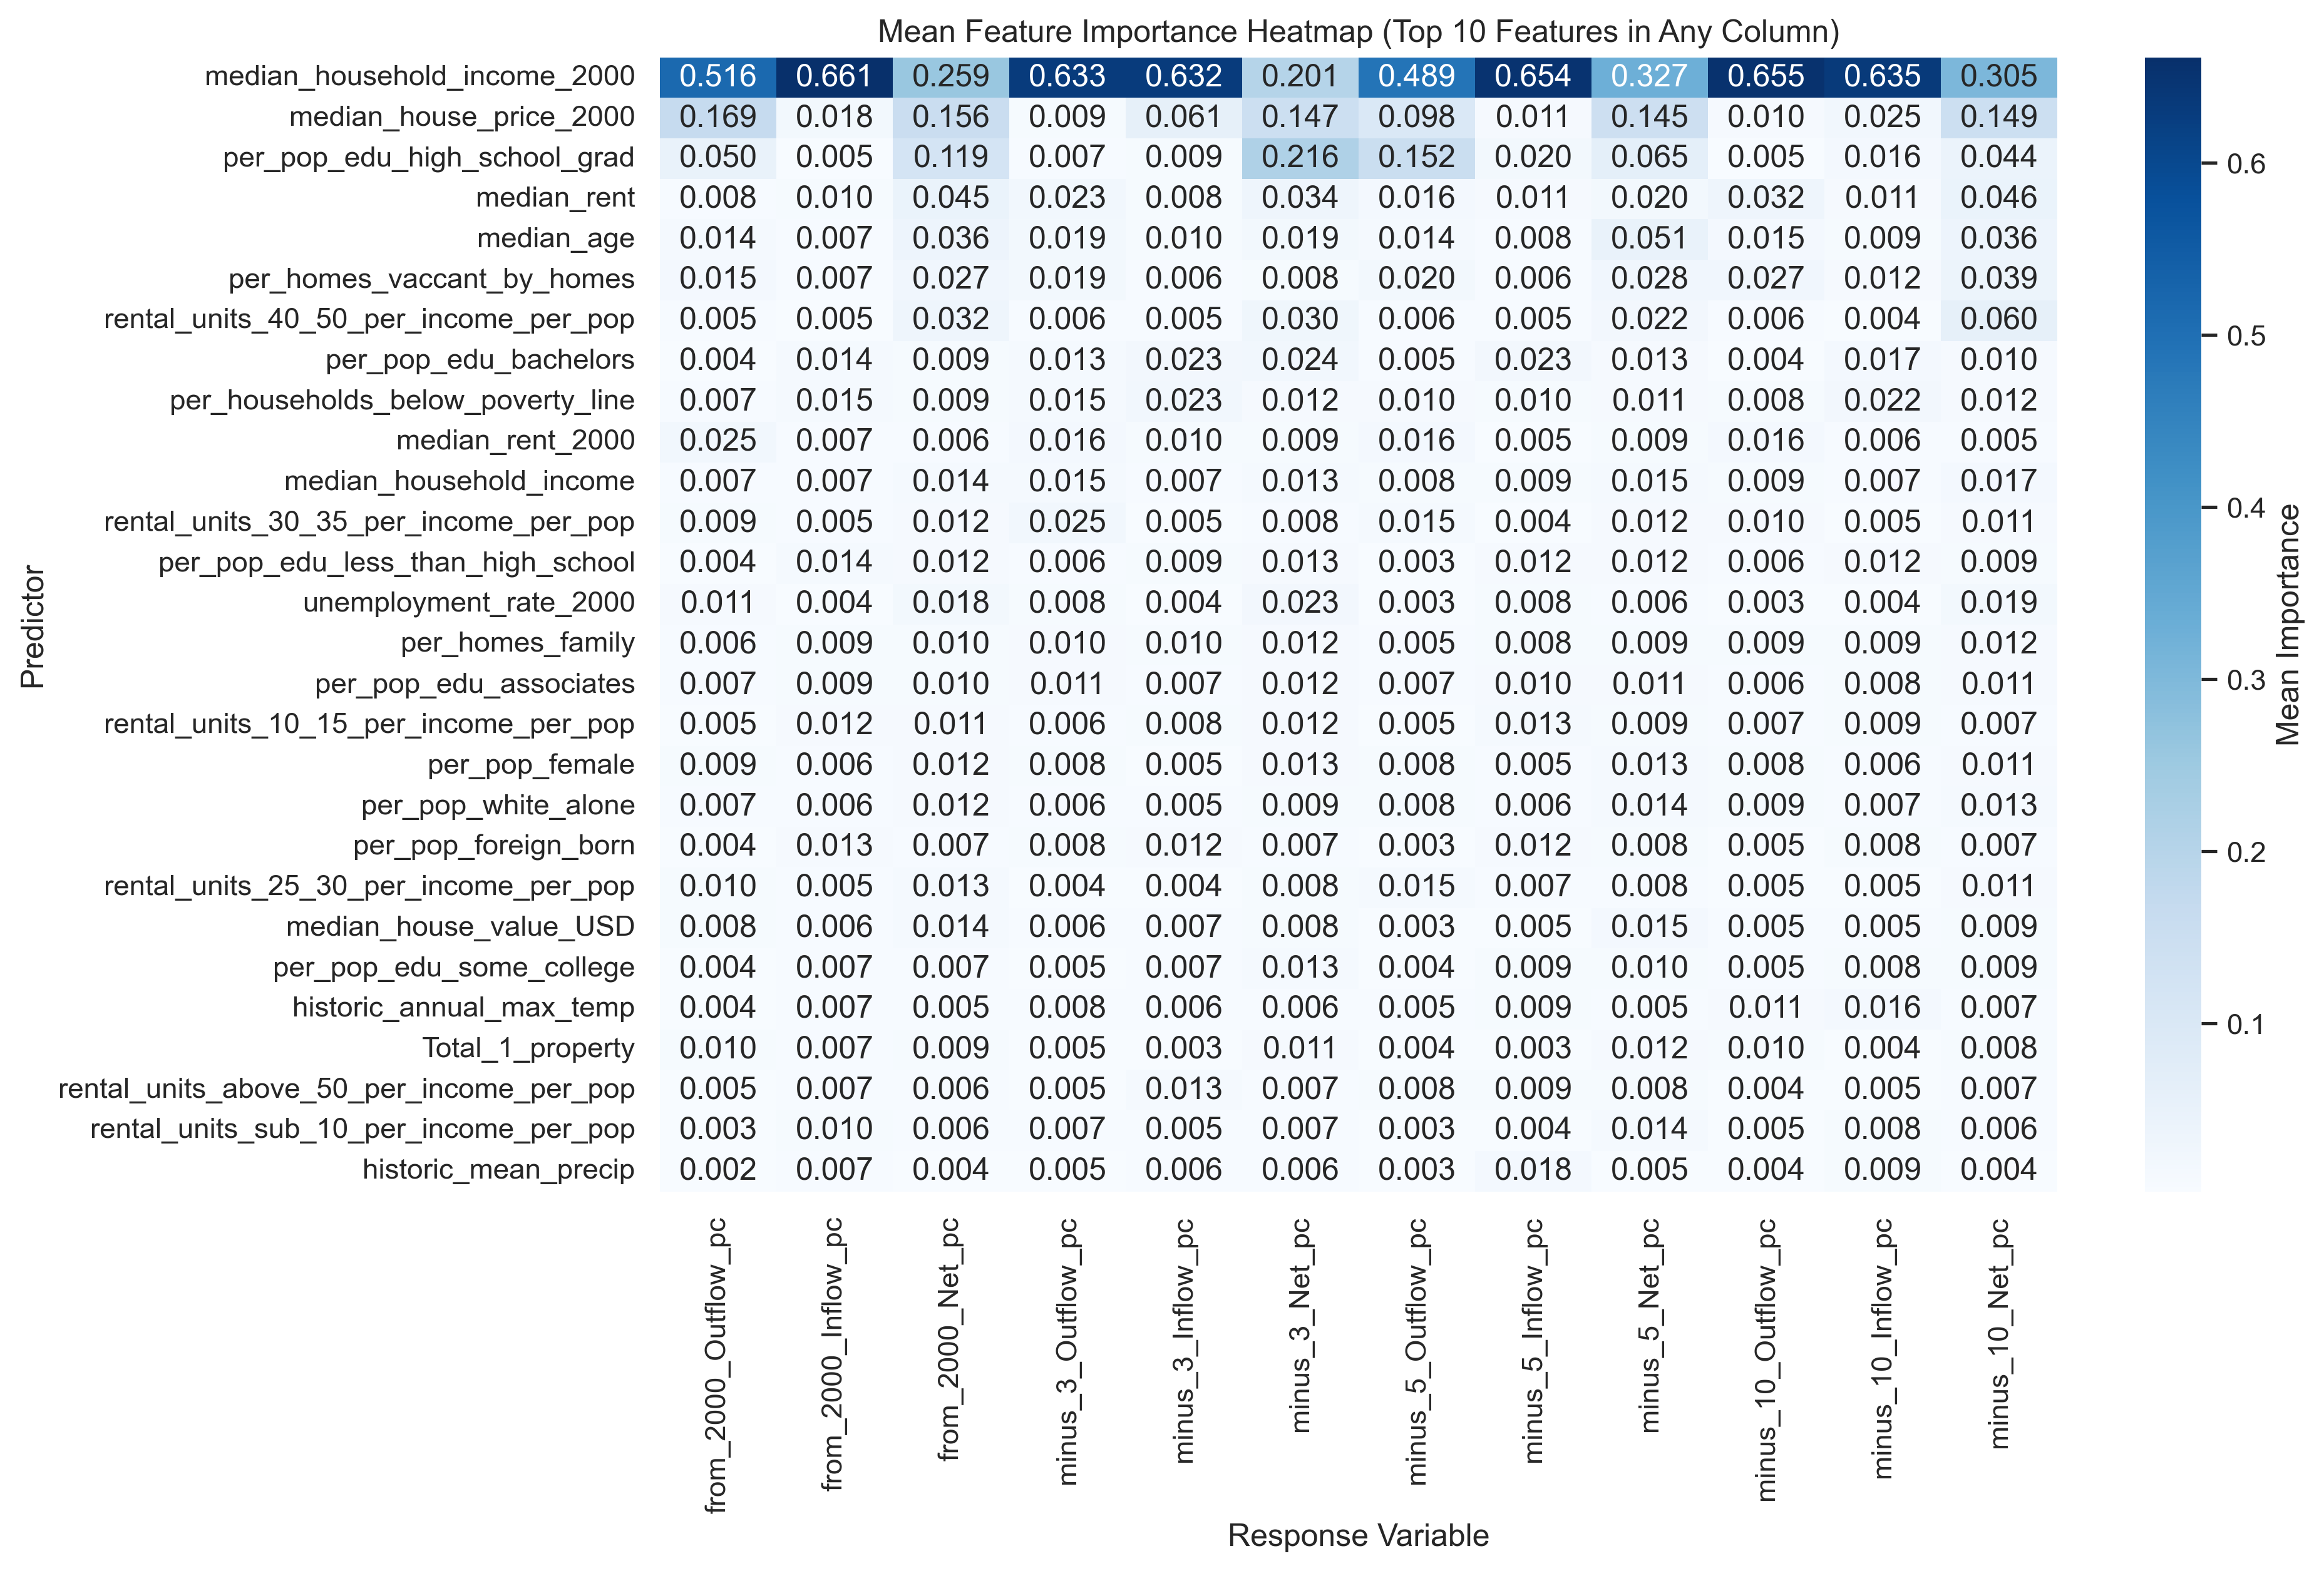 Mean Feature Importance Heatmap (Top 10 Features in Any Column)
median_household_income_2000 0.516 0.661 0.259 0.633 0.632 0.201 0.489 0.654 0.327 0.655 0.635 0.305
median_house_price_2000 0.169 0.018 0.156 0.009 0.061 0.147 0.098 0.011 0.145 0.010 0.025 0.149
per_pop_edu_high_school_grad 0.050 0.005 0.119 0.007 0.009 0.216 0.152 0.020 0.065 0.005 0.016 0.044
median_rent 0.008 0.010 0.045 0.023 0.008 0.034 0.016 0.011 0.020 0.032 0.011 0.046
median_age 0.014 0.007 0.036 0.019 0.010 0.019 0.014 0.008 0.051 0.015 0.009 0.036
per_homes_vaccant_by_homes 0.015 0.007 0.027 0.019 0.006 0.008 0.020 0.006 0.028 0.027 0.012 0.039
rental_units_40_50_per_income_per_pop 0.005 0.005 0.032 0.006 0.005 0.030 0.006 0.005 0.022 0.006 0.004 0.060
per_pop_edu_bachelors 0.004 0.014 0.009 0.013 0.023 0.024 0.005 0.023 0.013 0.004 0.017 0.010
per_households_below_poverty_line 0.007 0.015 0.009 0.015 0.023 0.012 0.010 0.010 0.011 0.008 0.022 0.012
median_rent_2000 0.025 0.007 0.006 0.016 0.010 0.009 0.016 0.005 0.009 0.016 0.006 0.005
median_household_income 0.007 0.007 0.014 0.015 0.007 0.013 0.008 0.009 0.015 0.009 0.007 0.017
rental_units_30_35_per_income_per_pop 0.009 0.005 0.012 0.025 0.005 0.008 0.015 0.004 0.012 0.010 0.005 0.011
per_pop_edu_less_than_high_school 0.004 0.014 0.012 0.006 0.009 0.013 0.003 0.012 0.012 0.006 0.012 0.009
unemployment_rate_2000 0.011 0.004 0.018 0.008 0.004 0.023 0.003 0.008 0.006 0.003 0.004 0.019
per_homes_family 0.006 0.009 0.010 0.010 0.010 0.012 0.005 0.008 0.009 0.009 0.009 0.012
per_pop_edu_associates 0.007 0.009 0.010 0.011 0.007 0.012 0.007 0.010 0.011 0.006 0.008 0.011
rental_units_10_15_per_income_per_pop 0.005 0.012 0.011 0.006 0.008 0.012 0.005 0.013 0.009 0.007 0.009 0.007
per_pop_female 0.009 0.006 0.012 0.008 0.005 0.013 0.008 0.005 0.013 0.008 0.006 0.011
per_pop_white_alone 0.007 0.006 0.012 0.006 0.005 0.009 0.008 0.006 0.014 0.009 0.007 0.013
per_pop_foreign_born 0.004 0.013 0.007 0.008 0.012 0.007 0.003 0.012 0.008 0.005 0.008 0.007
rental_units_25_30_per_income_per_pop 0.010 0.005 0.013 0.004 0.004 0.008 0.015 0.007 0.008 0.005 0.005 0.011
median_house_value_USD 0.008 0.006 0.014 0.006 0.007 0.008 0.003 0.005 0.015 0.005 0.005 0.009
per_pop_edu_some_college 0.004 0.007 0.007 0.005 0.007 0.013 0.004 0.009 0.010 0.005 0.008 0.009
historic_annual_max_temp 0.004 0.007 0.005 0.008 0.006 0.006 0.005 0.009 0.005 0.011 0.016 0.007
Total_1_property 0.010 0.007 0.009 0.005 0.003 0.011 0.004 0.003 0.012 0.010 0.004 0.008
rental_units_above_50_per_income_per_pop 0.005 0.007 0.006 0.005 0.013 0.007 0.008 0.009 0.008 0.004 0.005 0.007
rental_units_sub_10_per_income_per_pop 0.003 0.010 0.006 0.007 0.005 0.007 0.003 0.004 0.014 0.005 0.008 0.006
historic_mean_precip 0.002 0.007 0.004 0.005 0.006 0.006 0.003 0.018 0.005 0.004 0.009 0.004
Predictor
from_2000_Outflow_pc
from_2000_Inflow_pc
from_2000_Net_pc
minus_3_Outflow_pc
minus_3_Inflow_pc
minus_3_Net_pc
minus_5_Outflow_pc
minus_5_Inflow_pc
minus_5_Net_pc
minus_10_Outflow_pc
minus_10_Inflow_pc
minus_10_Net_pc
Response Variable
0.6
0.5
0.4
0.3
0.2
0.1
Mean Importance